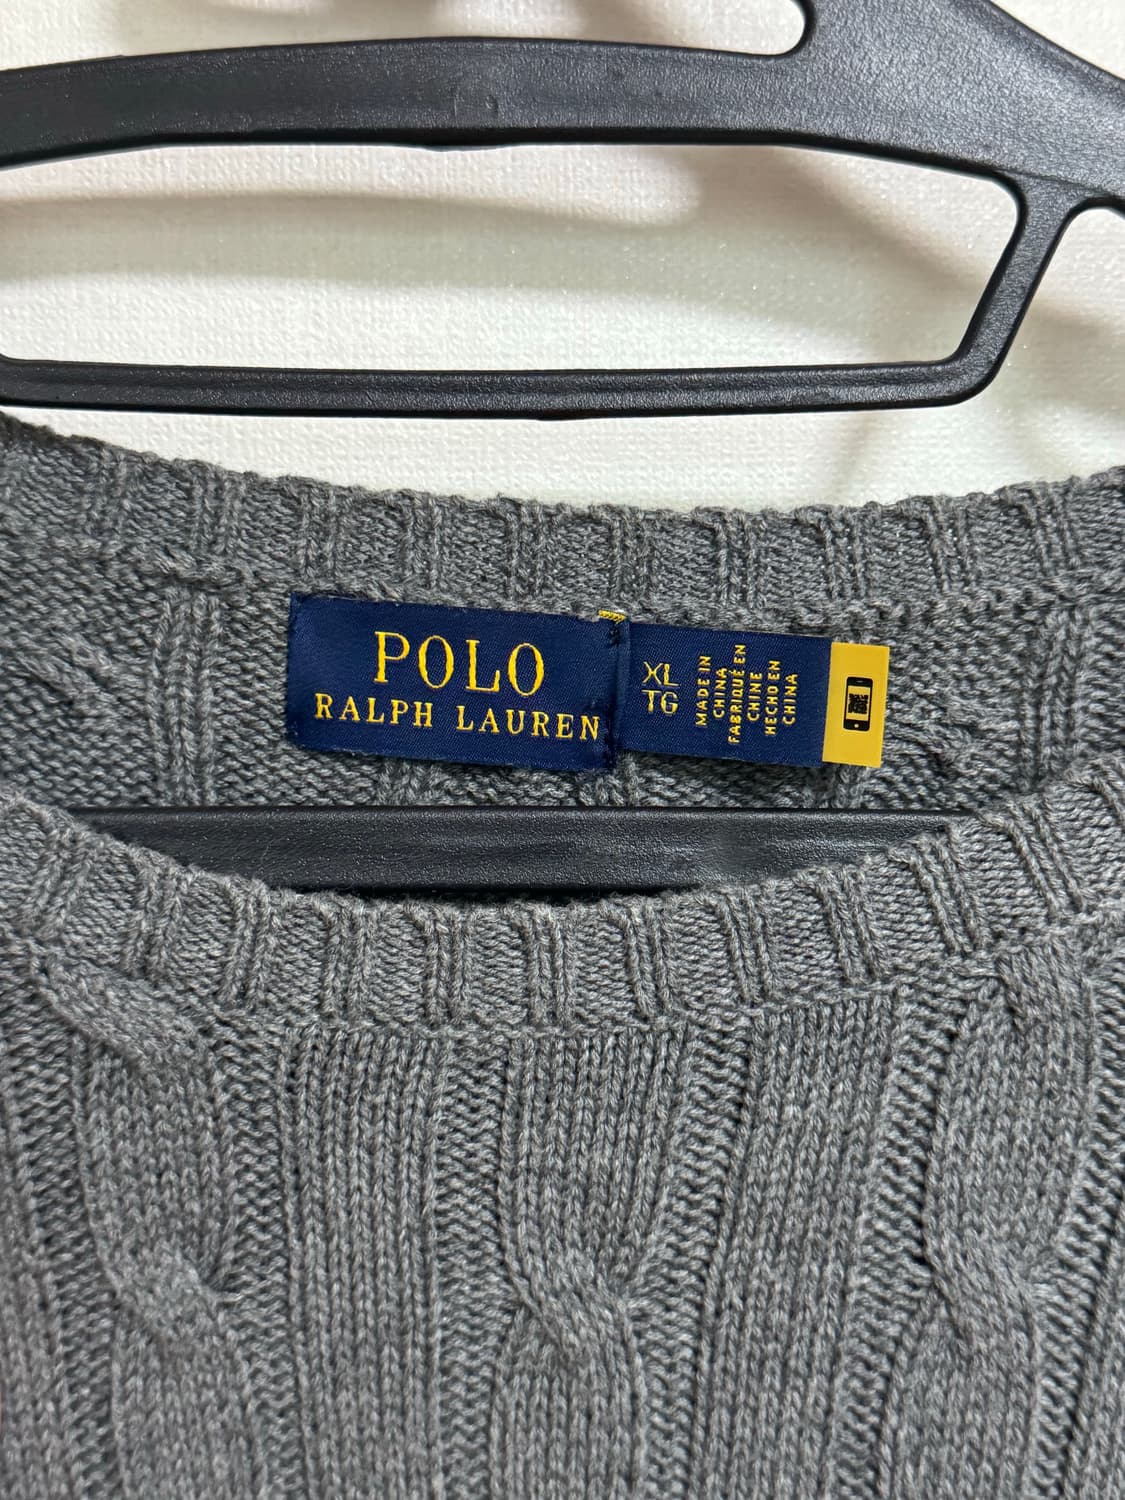 POLO
RALPH LAUREN
XL
TG
MADE IN
CHINA
FABRIQUÉ EN
CHINE
HECHO EN
CHINA